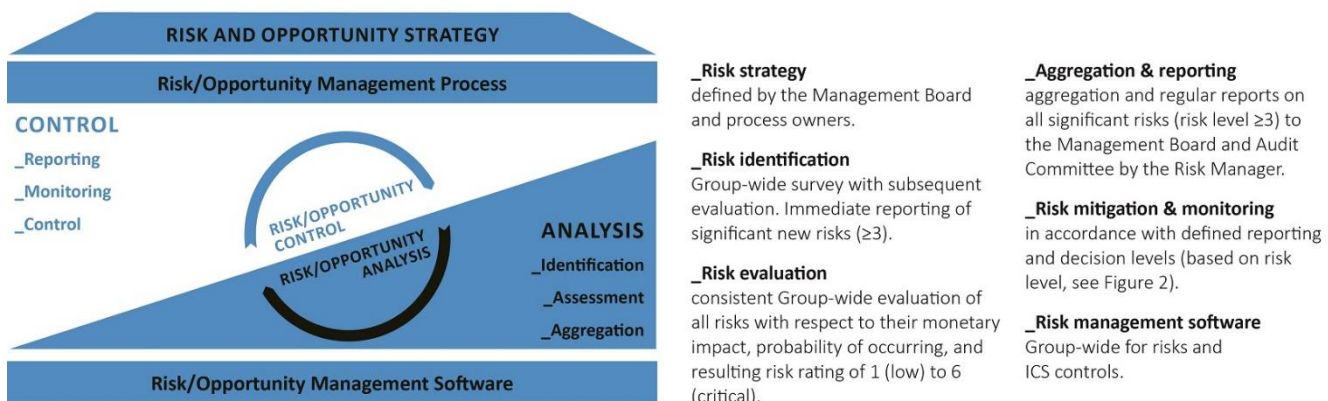 RISK AND OPPORTUNITY STRATEGY
Risk/Opportunity Management Process
CONTROL
_Reporting
_Monitoring
_Control
RISK/OPPORTUNITY
CONTROL
RISK/OPPORTUNITY
ANALYSIS
ANALYSIS
_Identification
_Assessment
_Aggregation
Risk/Opportunity Management Software
_Risk strategy
defined by the Management Board
and process owners.
_Risk identification
Group-wide survey with subsequent
evaluation. Immediate reporting of
significant new risks (≥3).
_Risk evaluation
consistent Group-wide evaluation of
all risks with respect to their monetary
impact, probability of occurring, and
resulting risk rating of 1 (low) to 6
(critical).
_Aggregation & reporting
aggregation and regular reports on
all significant risks (risk level ≥3) to
the Management Board and Audit
Committee by the Risk Manager.
_Risk mitigation & monitoring
in accordance with defined reporting
and decision levels (based on risk
level, see Figure 2).
_Risk management software
Group-wide for risks and
ICS controls.